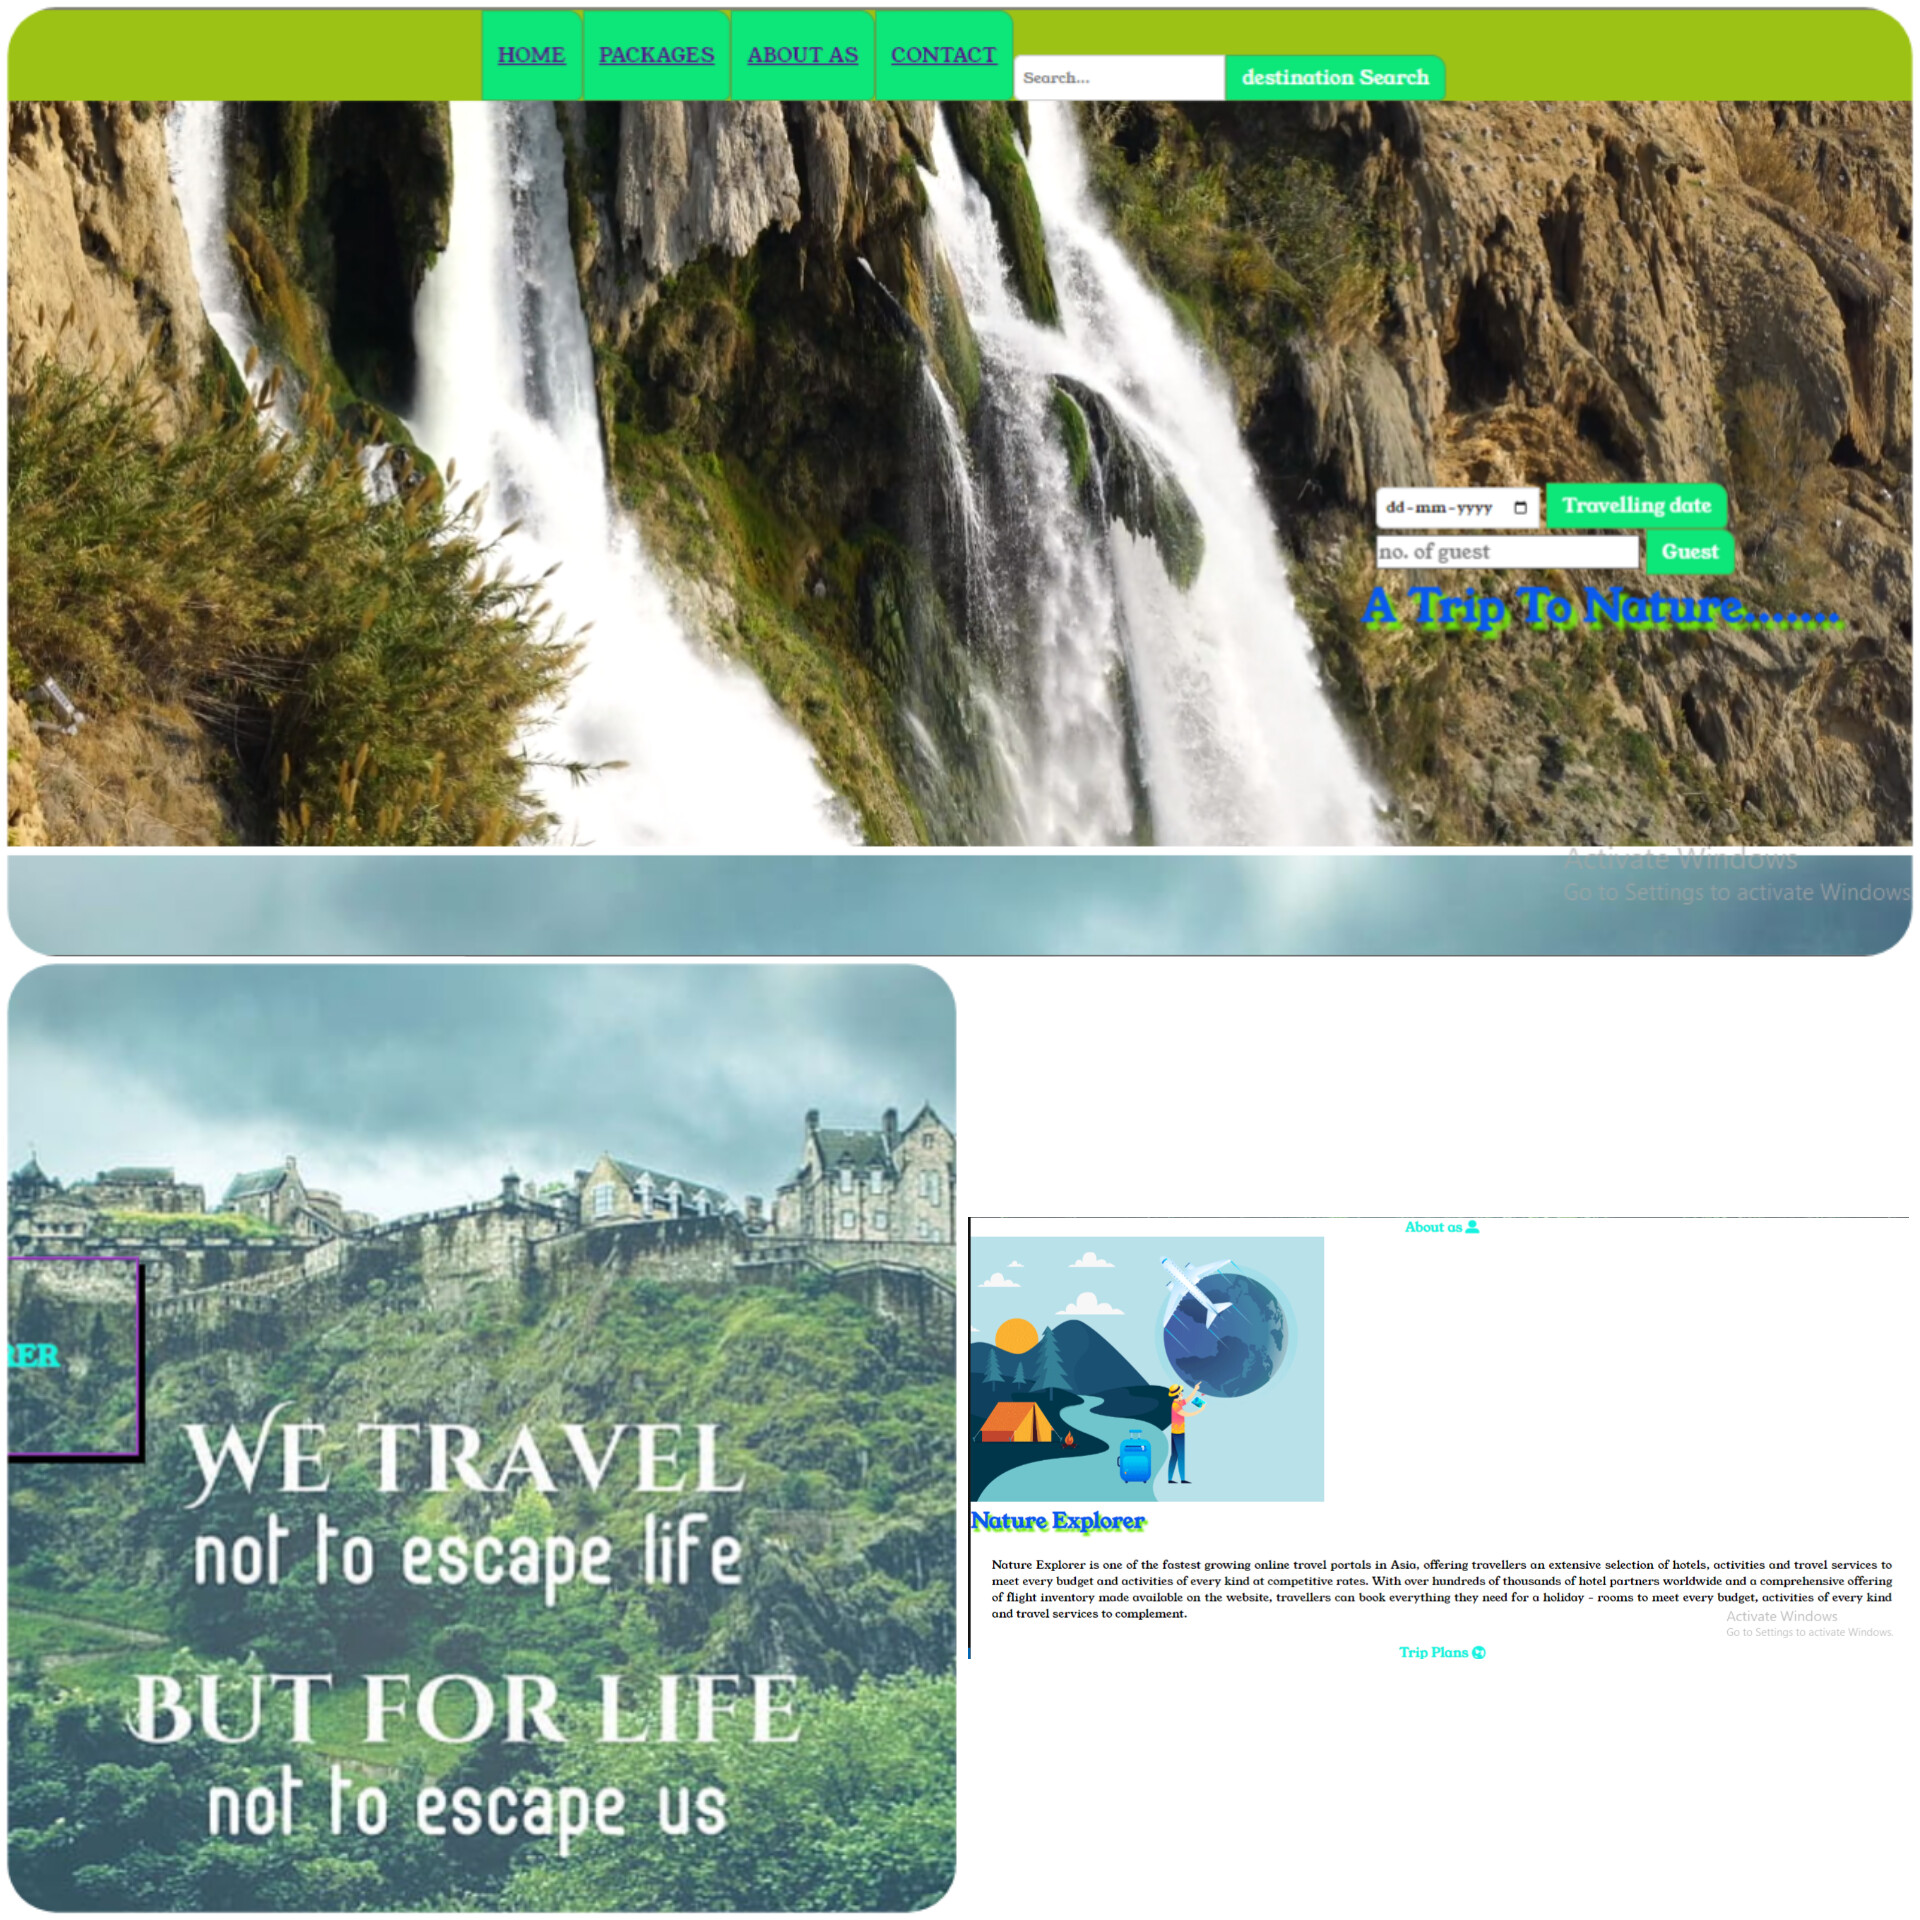 HOME PACKAGES ABOUT AS CONTACT
Search... destination Search
dd-mm-yyyy Travelling date
no. of guest Guest
A Trip To Nature.......
Activate Windows
Go to Settings to activate Windows
RER
WE TRAVEL
not to escape life
BUT FOR LIFE
not to escape us
About as
Nature Explorer
Nature Explorer is one of the fastest growing online travel portals in Asia, offering travellers an extensive selection of hotels, activities and travel services to
meet every budget and activities of every kind at competitive rates. With over hundreds of thousands of hotel partners worldwide and a comprehensive offering
of flight inventory made available on the website, travellers can book everything they need for a holiday - rooms to meet every budget, activities of every kind
and travel services to complement.
Activate Windows
Go to Settings to activate Windows.
Trip Plans